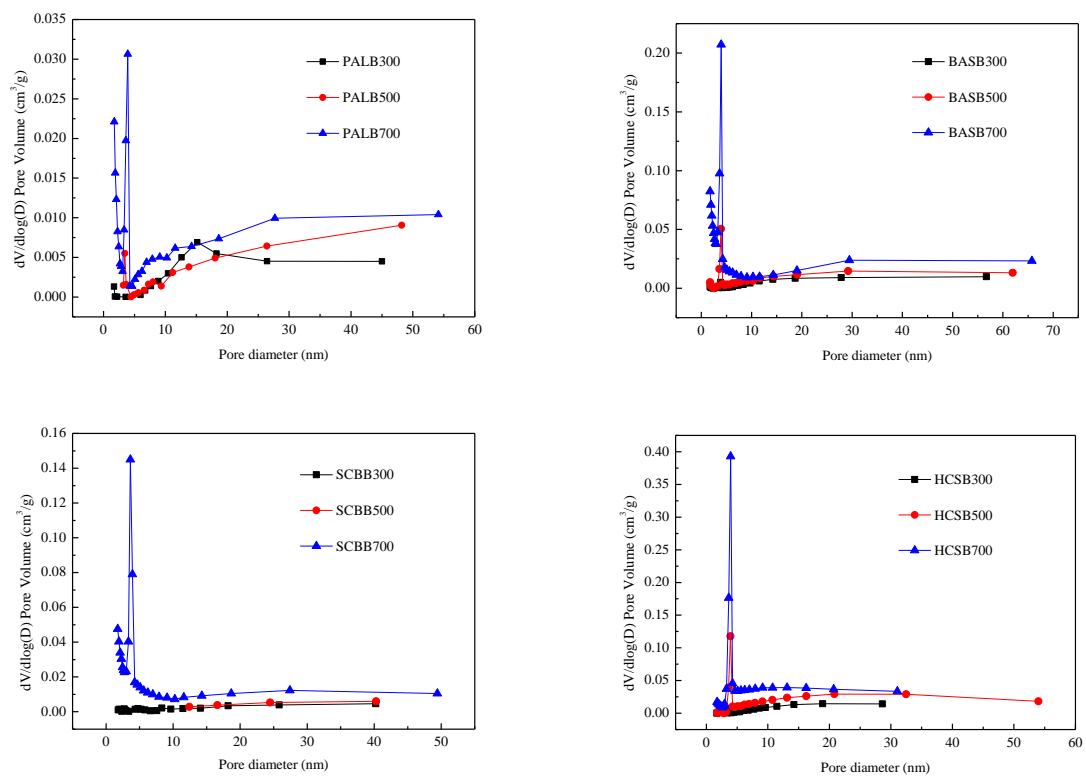 0.035
0.030
0.025
0.020
0.015
0.010
0.005
0.000
dV/dlog(D) Pore Volume (cm³/g)
PALB300
PALB500
PALB700
0 10 20 30 40 50 60
Pore diameter (nm)
0.20
0.15
0.10
0.05
0.00
dV/dlog(D) Pore Volume (cm³/g)
BASB300
BASB500
BASB700
0 10 20 30 40 50 60 70
Pore diameter (nm)
0.16
0.14
0.12
0.10
0.08
0.06
0.04
0.02
0.00
dV/dlog(D) Pore Volume (cm³/g)
SCBB300
SCBB500
SCBB700
0 10 20 30 40 50
Pore diameter (nm)
0.40
0.35
0.30
0.25
0.20
0.15
0.10
0.05
0.00
dV/dlog(D) Pore Volume (cm³/g)
HCSB300
HCSB500
HCSB700
0 10 20 30 40 50 60
Pore diameter (nm)